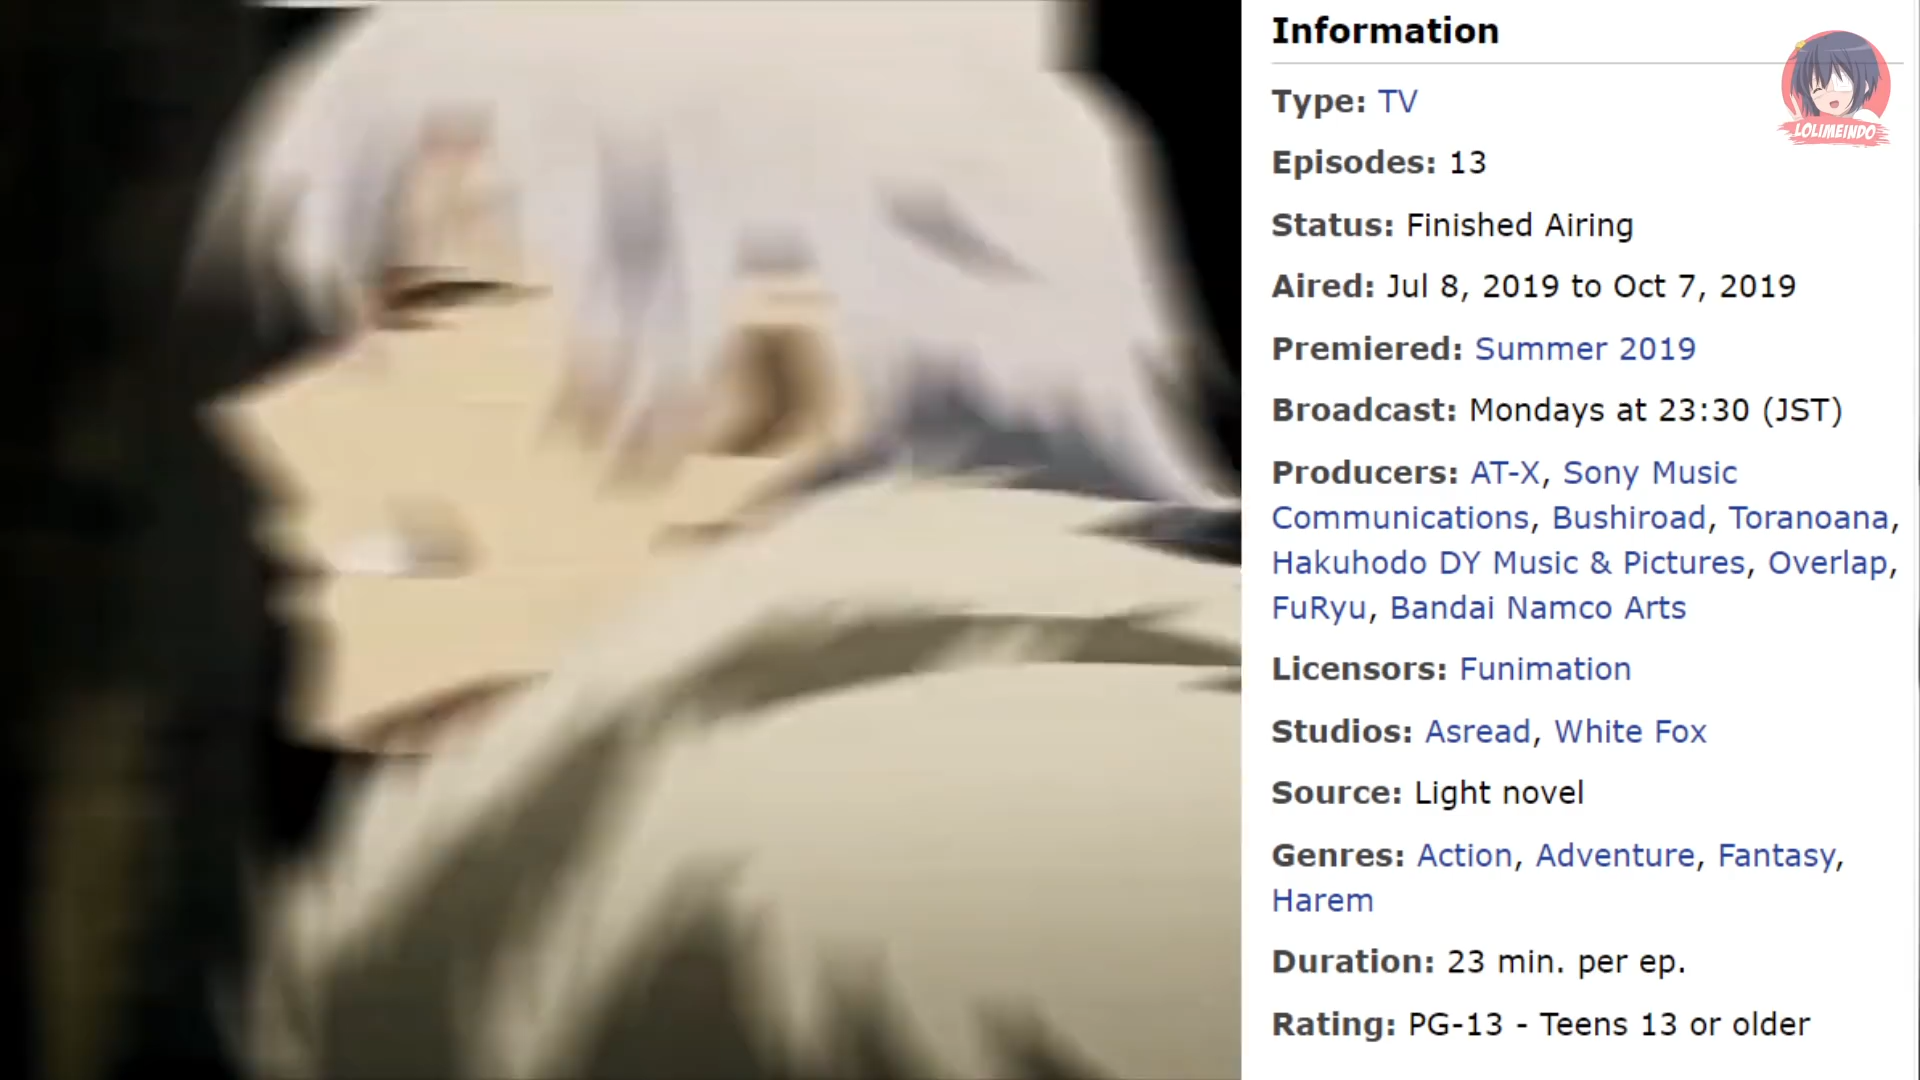 Information
LOLIMEINDO
Type: TV
Episodes: 13
Status: Finished Airing
Aired: Jul 8, 2019 to Oct 7, 2019
Premiered: Summer 2019
Broadcast: Mondays at 23:30 (JST)
Producers: AT-X, Sony Music
Communications, Bushiroad, Toranoana,
Hakuhodo DY Music & Pictures, Overlap,
FuRyu, Bandai Namco Arts
Licensors: Funimation
Studios: Asread, White Fox
Source: Light novel
Genres: Action, Adventure, Fantasy,
Harem
Duration: 23 min. per ep.
Rating: PG-13 - Teens 13 or older